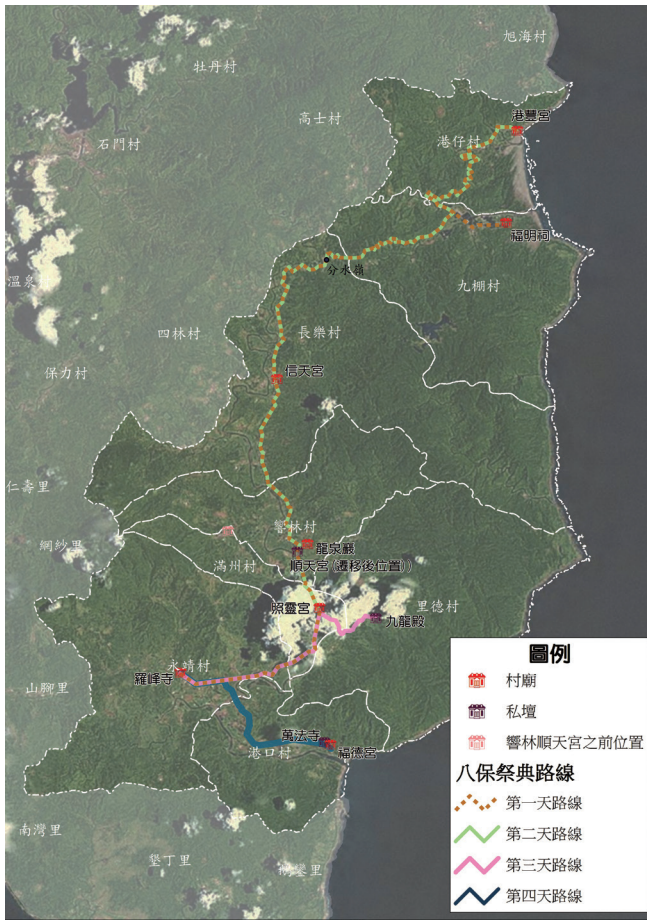 旭海村
牡丹村
高士村
石門村
港仔村
港豐宮
福明祠
分水嶺
溫泉
九棚村
四林村
長樂村
保力村
信天宮
仁壽里
網紗里
響林村
龍泉巖
順天宮(遷移後位置))
滿州村
照靈宮
里德村
九龍殿
永靖村
羅峰寺
山腳里
萬法寺
港口村
福德宮
南灣里
墾丁里
鵝鑾里
圖例
村廟
私壇
響林順天宮之前位置
八保祭典路線
第一天路線
第二天路線
第三天路線
第四天路線